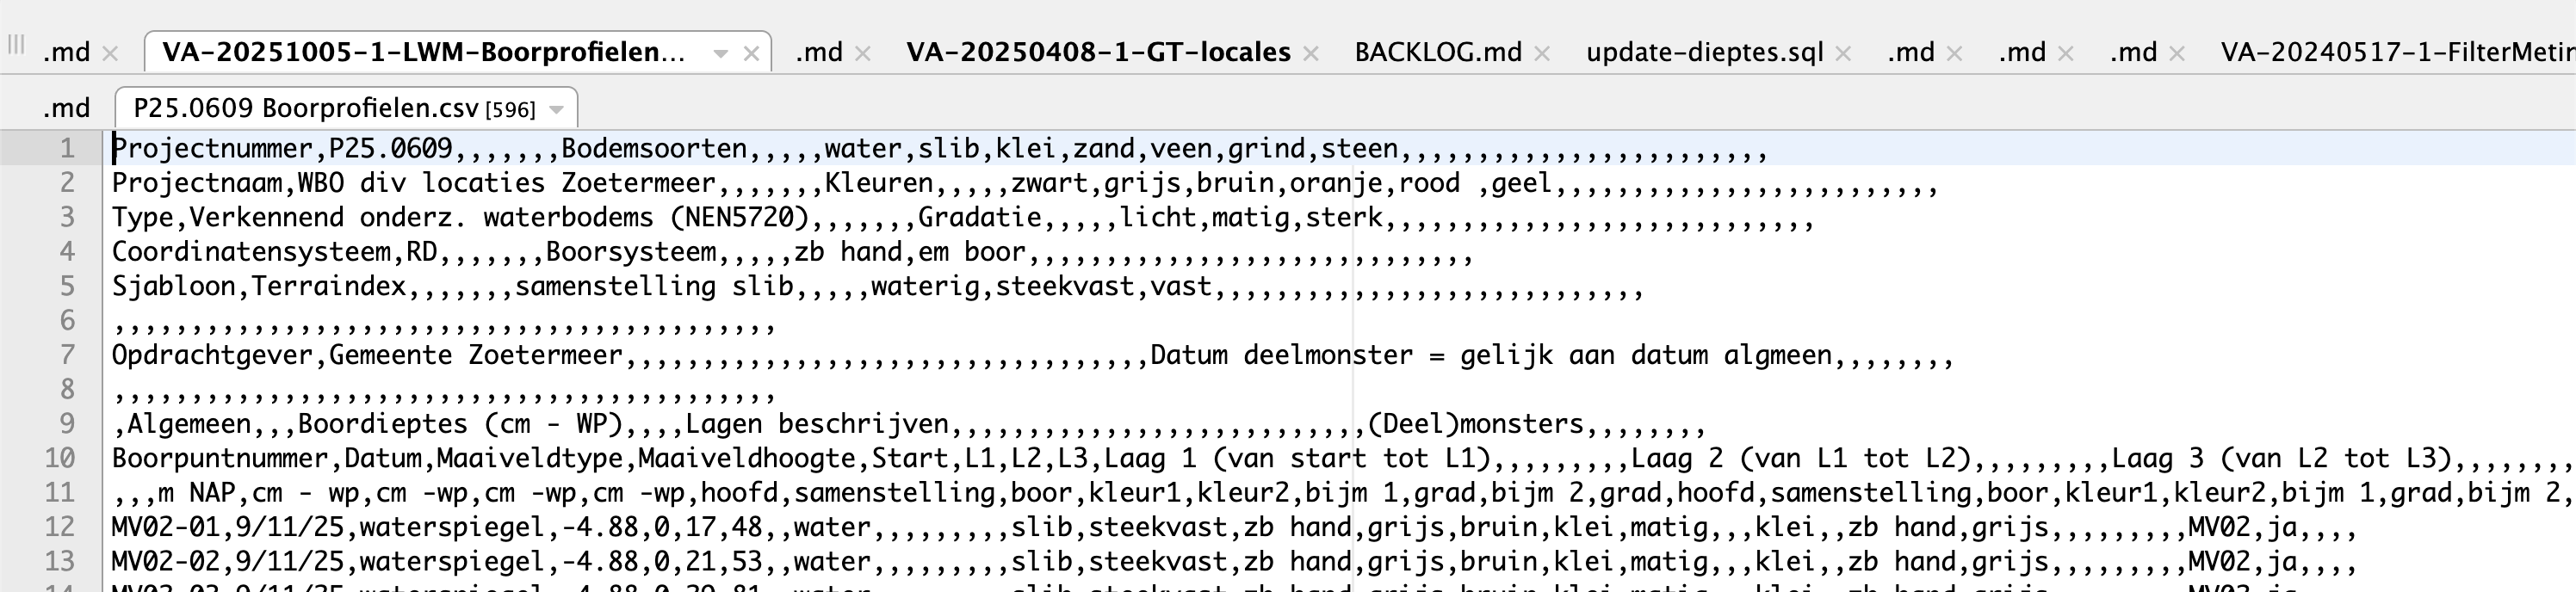 .md VA-20251005-1-LWM-Boorprofielen... .md VA-20250408-1-GT-locales BACKLOG.md update-dieptes.sql .md .md .md VA-20240517-1-FilterMetin
.md P25.0609 Boorprofielen.csv [596]
1 Projectnummer,P25.0609,,,,,,,Bodemsoorten,,,,,water,slib,klei,zand,veen,grind,steen,,,,,,,,,,,,,,,,,,,,,,,,
2 Projectnaam,WBO div locaties Zoetermeer,,,,,,,Kleuren,,,,,zwart,grijs,bruin,oranje,rood ,geel,,,,,,,,,,,,,,,,,,,,,,,,,
3 Type,Verkennend onderz. waterbodems (NEN5720),,,,,,,Gradatie,,,,,licht,matig,sterk,,,,,,,,,,,,,,,,,,,,,,,,,,,,
4 Coordinatensysteem,RD,,,,,,,Boorsysteem,,,,,zb hand,em boor,,,,,,,,,,,,,,,,,,,,,,,,,,,,,
5 Sjabloon,Terraindex,,,,,,,samenstelling slib,,,,,waterig,steekvast,vast,,,,,,,,,,,,,,,,,,,,,,,,,,,,
6 ,,,,,,,,,,,,,,,,,,,,,,,,,,,,,,,,,,,,,,,,,,,
7 Opdrachtgever,Gemeente Zoetermeer,,,,,,,,,,,,,,,,,,,,,,,,,,,,,,,,,,Datum deelmonster = gelijk aan datum algmeen,,,,,,,,
8 ,,,,,,,,,,,,,,,,,,,,,,,,,,,,,,,,,,,,,,,,,,,
9 ,Algemeen,,,Boordieptes (cm - WP),,,,Lagen beschrijven,,,,,,,,,,,,,,,,,,,,,,,,,,,(Deel)monsters,,,,,,,,
10 Boorpuntnummer,Datum,Maaiveldtype,Maaiveldhoogte,Start,L1,L2,L3,Laag 1 (van start tot L1),,,,,,,,,Laag 2 (van L1 tot L2),,,,,,,,,Laag 3 (van L2 tot L3),,,,,,,,
11 ,,,m NAP,cm - wp,cm -wp,cm -wp,cm -wp,hoofd,samenstelling,boor,kleur1,kleur2,bijm 1,grad,bijm 2,grad,hoofd,samenstelling,boor,kleur1,kleur2,bijm 1,grad,bijm 2,
12 MV02-01,9/11/25,waterspiegel,-4.88,0,17,48,,water,,,,,,,,,slib,steekvast,zb hand,grijs,bruin,klei,matig,,,klei,,zb hand,grijs,,,,,,,,,MV02,ja,,,,
13 MV02-02,9/11/25,waterspiegel,-4.88,0,21,53,,water,,,,,,,,,slib,steekvast,zb hand,grijs,bruin,klei,matig,,,klei,,zb hand,grijs,,,,,,,,,MV02,ja,,,,